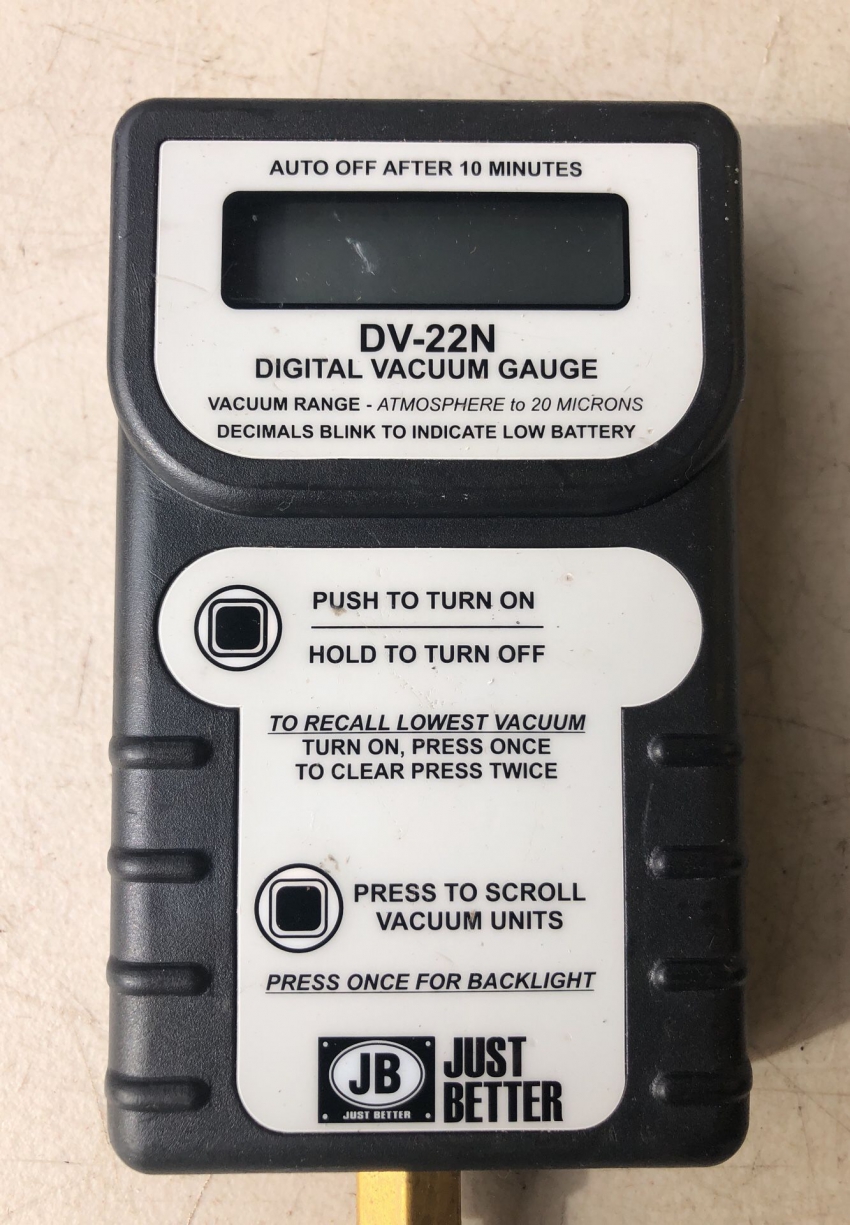 AUTO OFF AFTER 10 MINUTES
DV-22N
DIGITAL VACUUM GAUGE
VACUUM RANGE - ATMOSPHERE to 20 MICRONS
DECIMALS BLINK TO INDICATE LOW BATTERY
PUSH TO TURN ON
HOLD TO TURN OFF
TO RECALL LOWEST VACUUM
TURN ON, PRESS ONCE
TO CLEAR PRESS TWICE
PRESS TO SCROLL
VACUUM UNITS
PRESS ONCE FOR BACKLIGHT
JB
JUST BETTER
JUST
BETTER